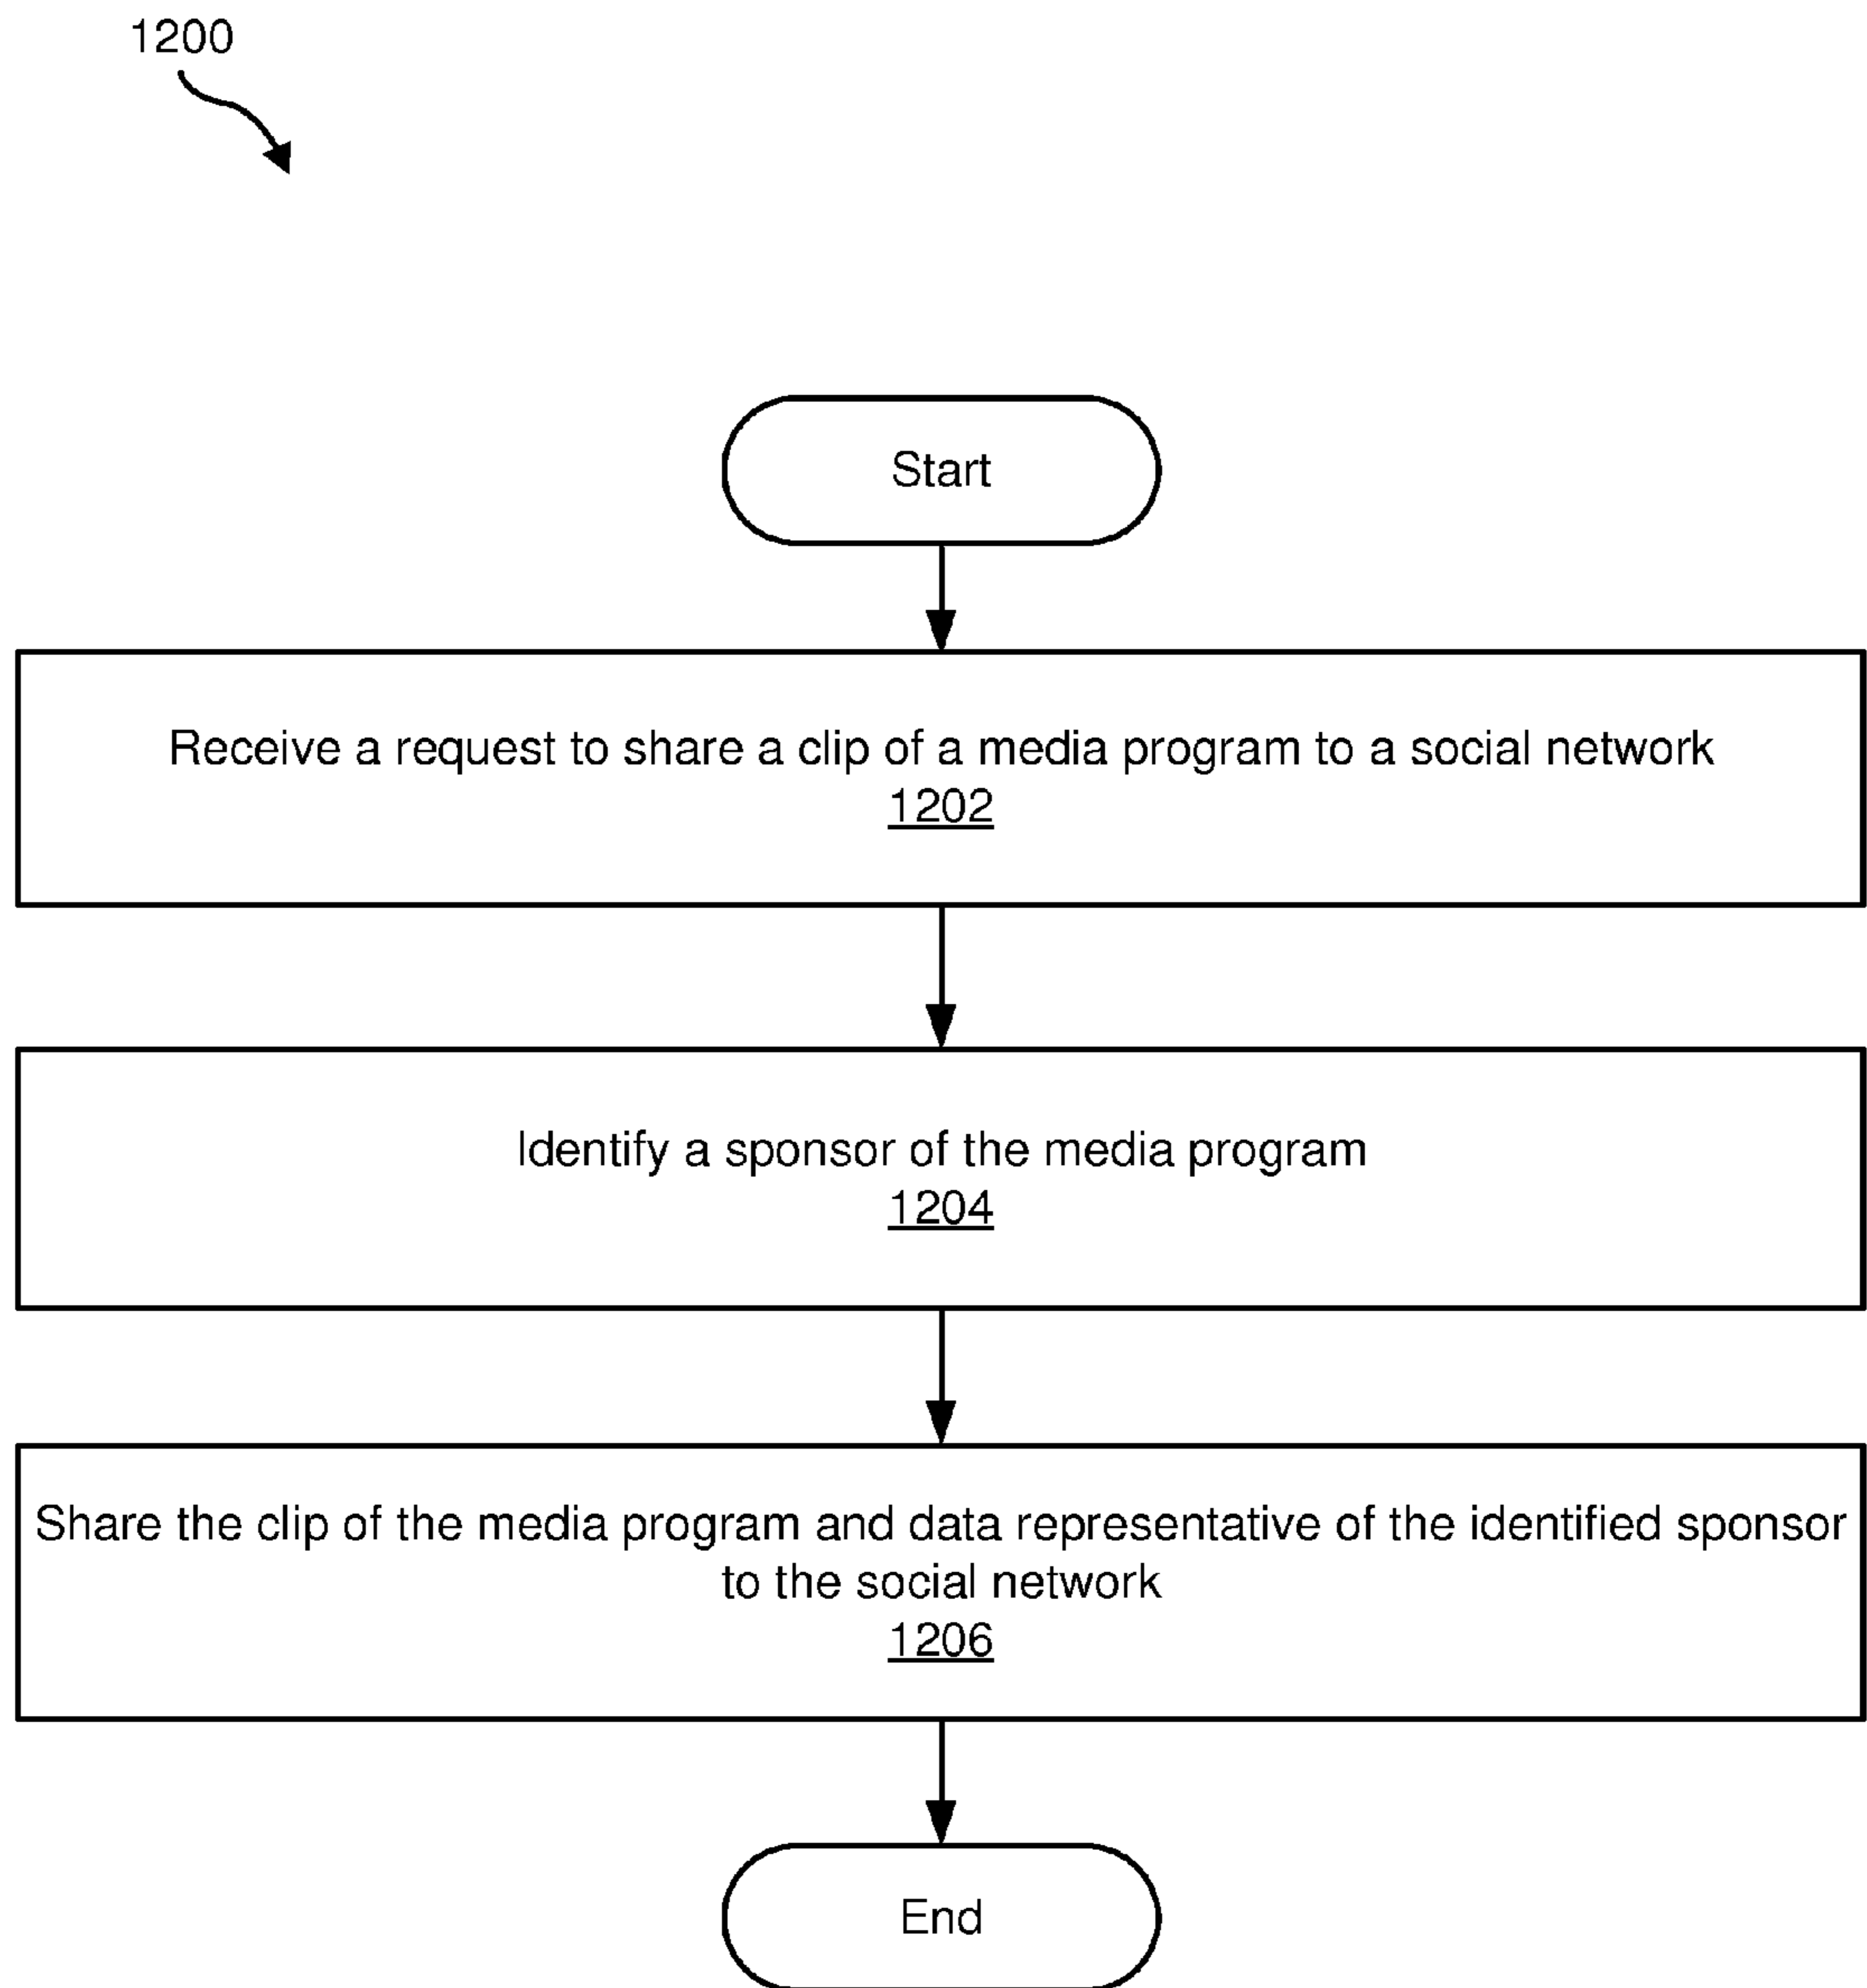 1200
Start
Receive a request to share a clip of a media program to a social network
1202
Identify a sponsor of the media program
1204
Share the clip of the media program and data representative of the identified sponsor
to the social network
1206
End